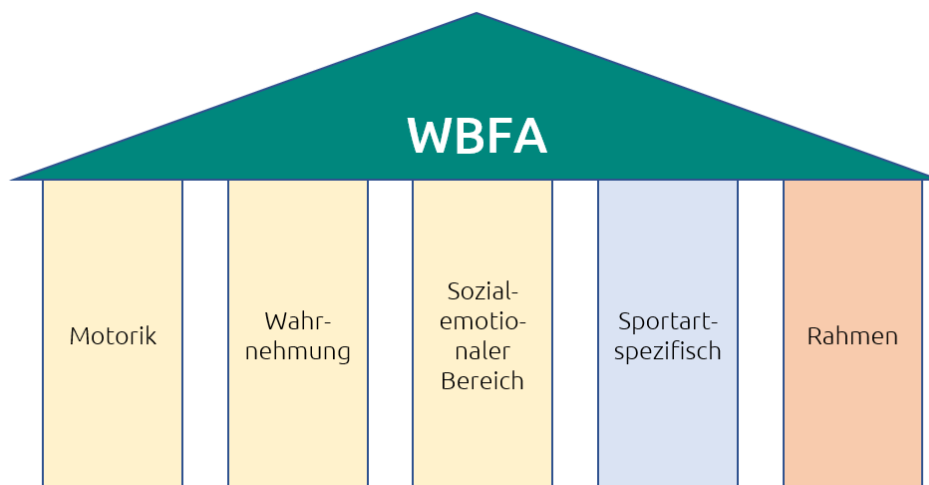 WBFA
Motorik
Wahr-
nehmung
Sozial-
emotio-
naler
Bereich
Sportart-
spezifisch
Rahmen